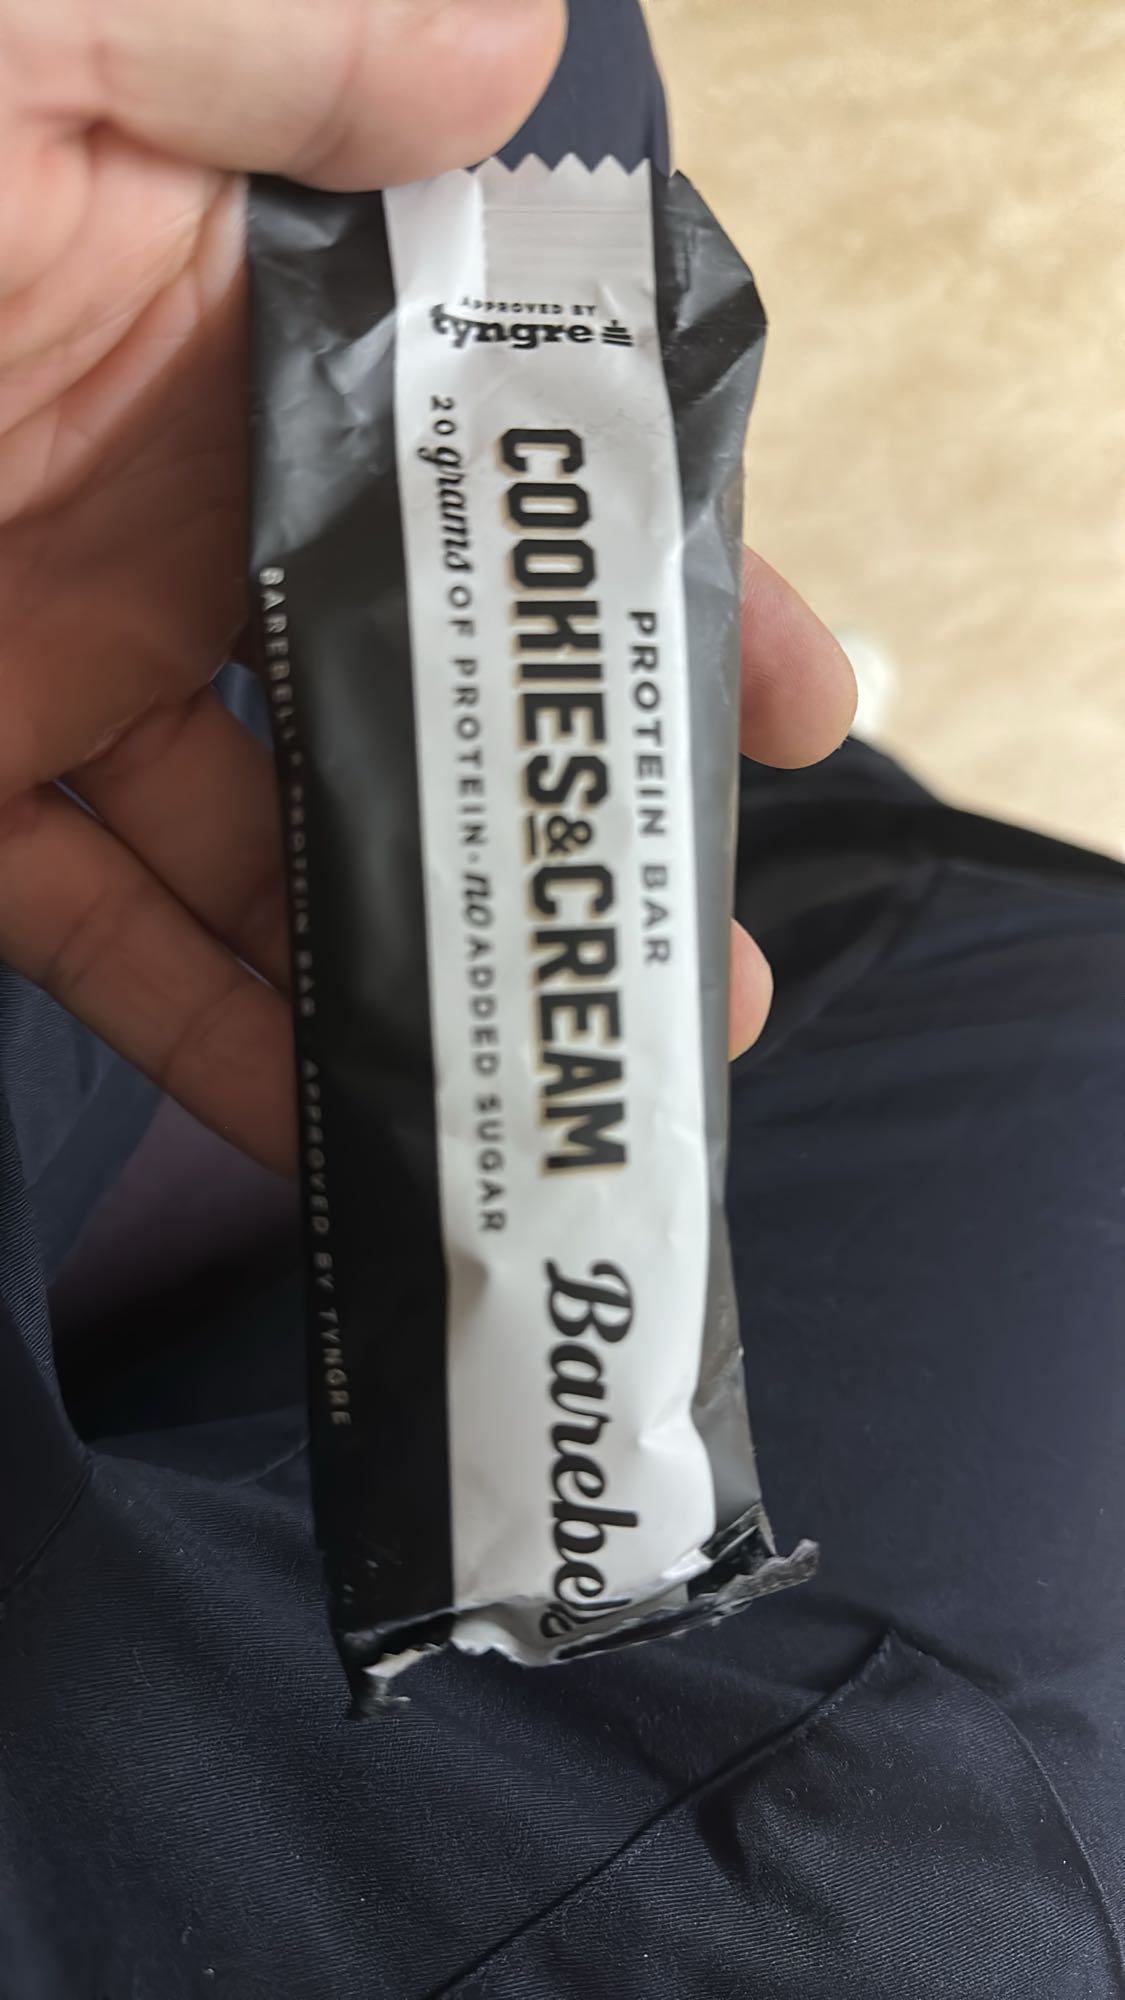 APPROVED BY
tyngre
PROTEIN BAR
COOKIES&CREAM
20 grams OF PROTEIN · no ADDED SUGAR
Barebells
BAREBELLS PROTEIN BAR · APPROVED BY TYNGRE